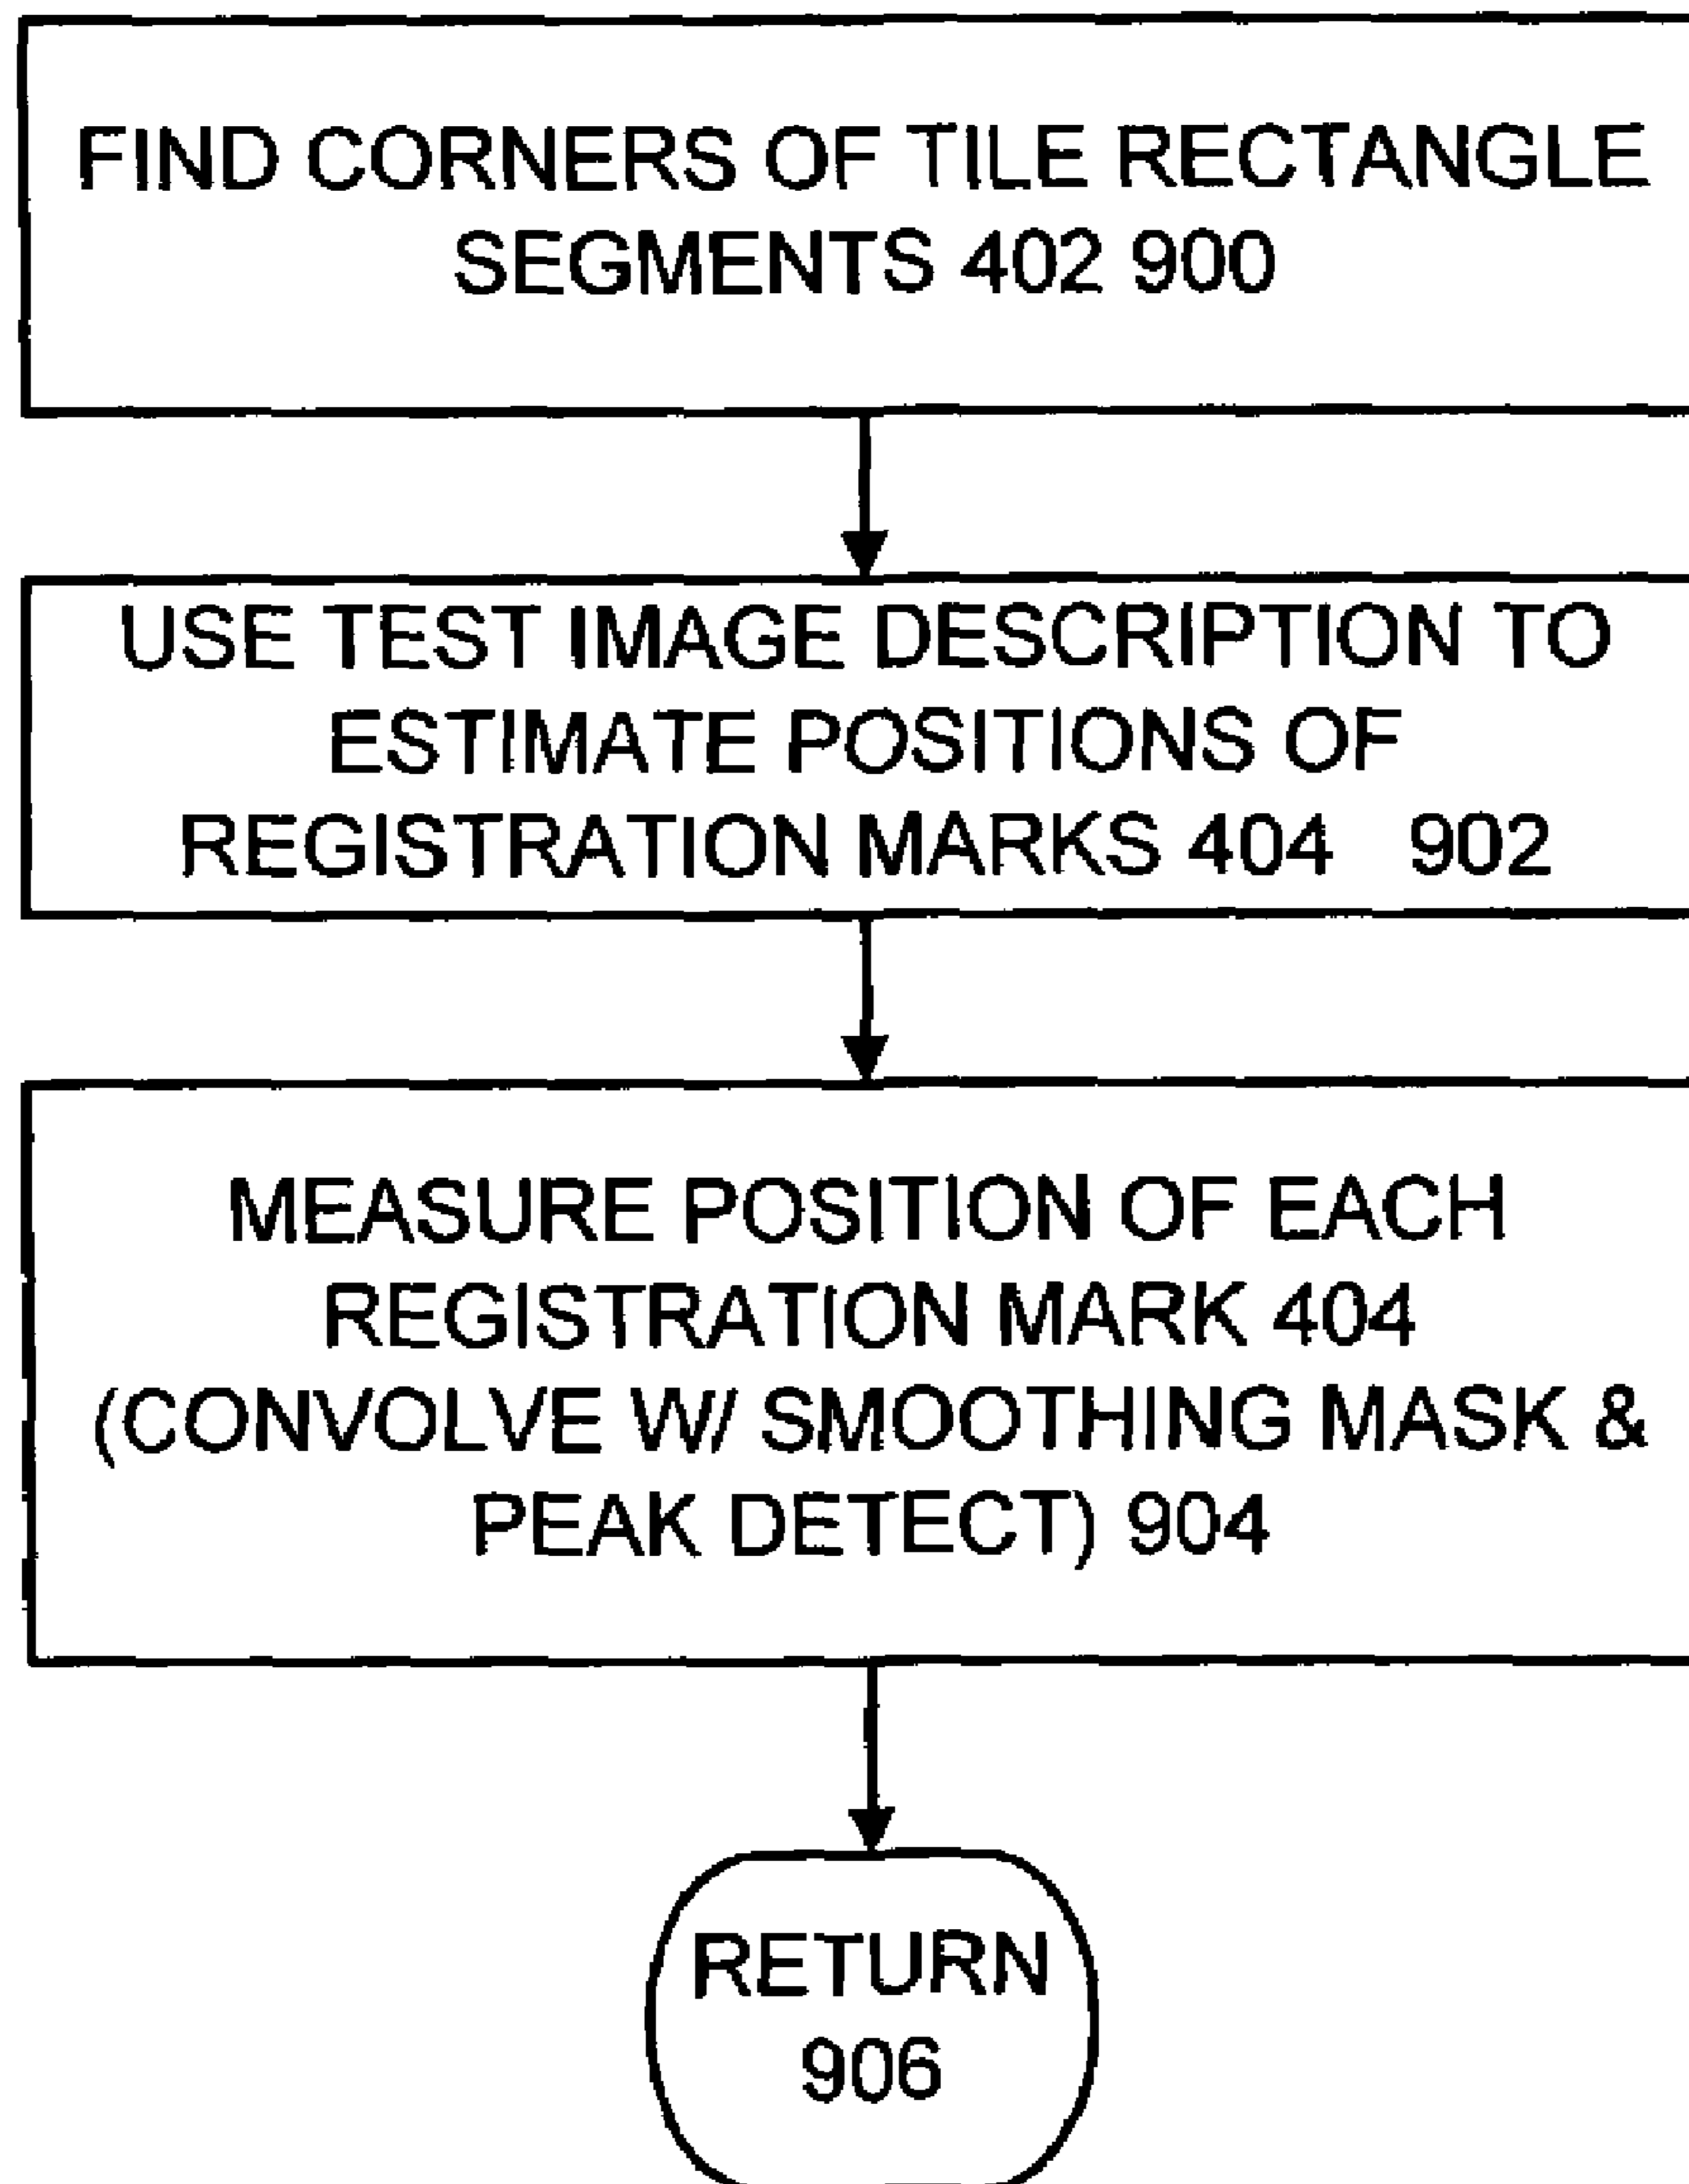 FIND CORNERS OF TILE RECTANGLE
SEGMENTS 402 900
USE TEST IMAGE DESCRIPTION TO
ESTIMATE POSITIONS OF
REGISTRATION MARKS 404 902
MEASURE POSITION OF EACH
REGISTRATION MARK 404
(CONVOLVE W/ SMOOTHING MASK &
PEAK DETECT) 904
RETURN
906